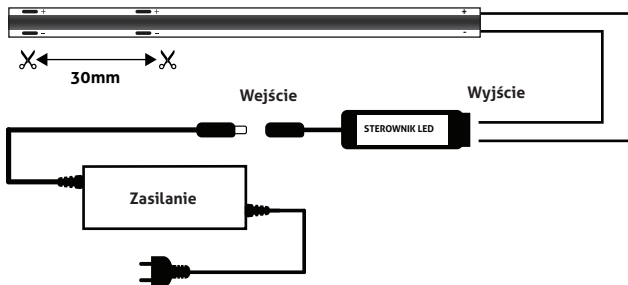 + + +
- - -
30mm
Wejście Wyjście
STEROWNIK LED
Zasilanie